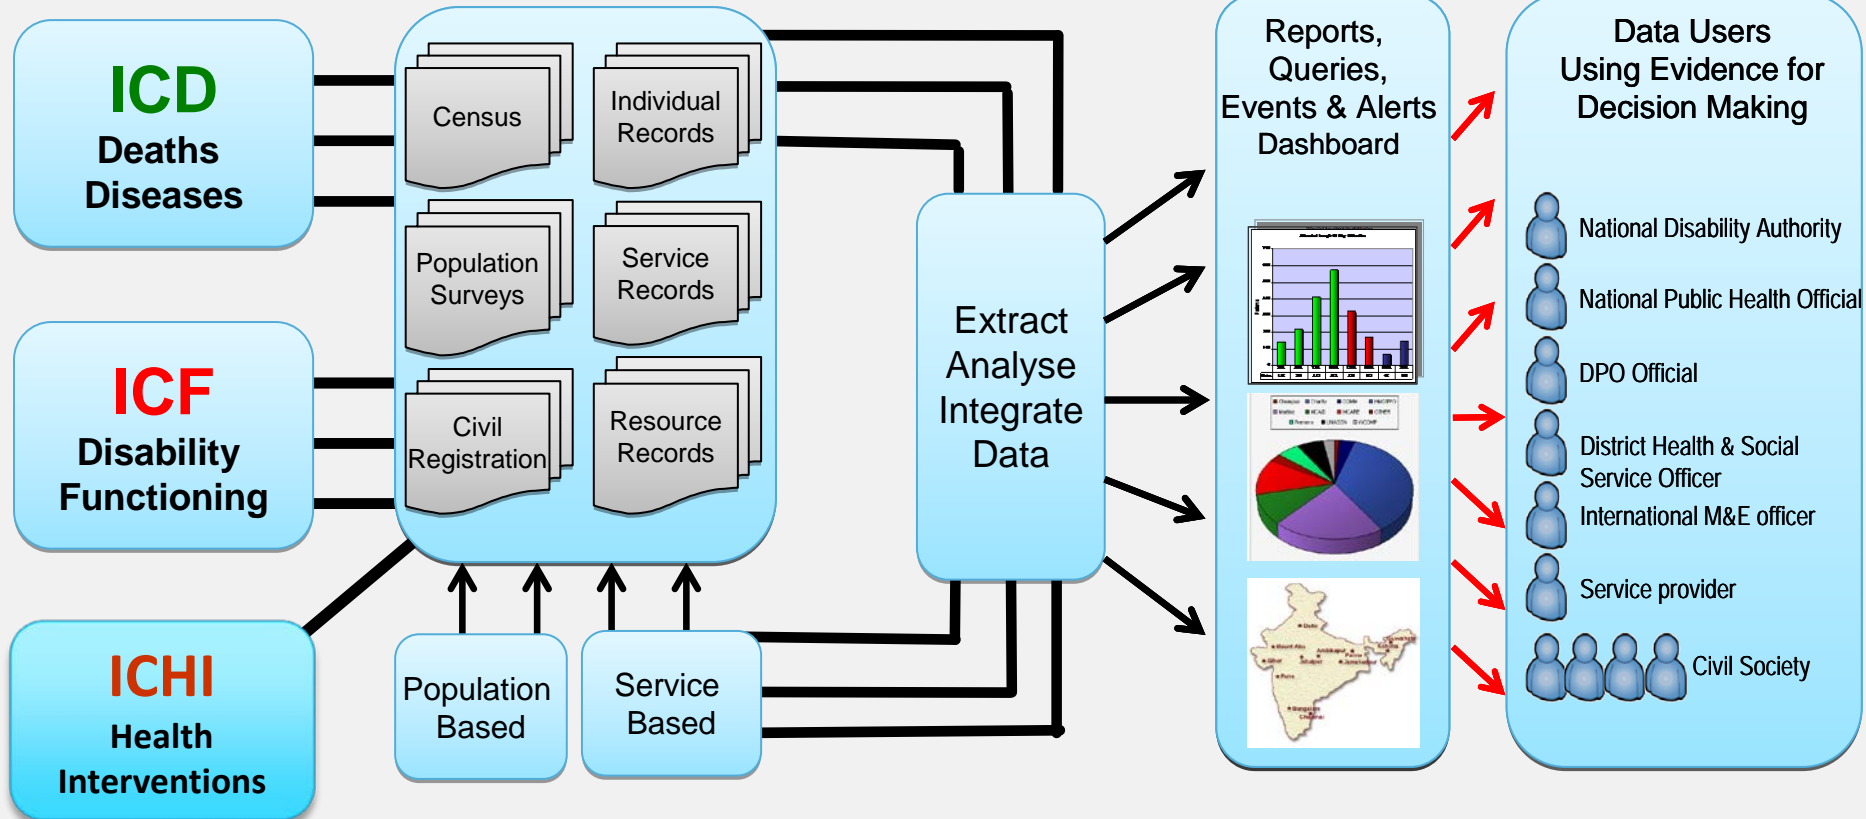 ICD
Deaths
Diseases
ICF
Disability
Functioning
ICHI
Health
Interventions
Census
Individual
Records
Population
Surveys
Service
Records
Civil
Registration
Resource
Records
Population
Based
Service
Based
Extract
Analyse
Integrate
Data
Reports,
Queries,
Events & Alerts
Dashboard
Data Users
Using Evidence for
Decision Making
National Disability Authority
National Public Health Official
DPO Official
District Health & Social
Service Officer
International M&E officer
Service provider
Civil Society